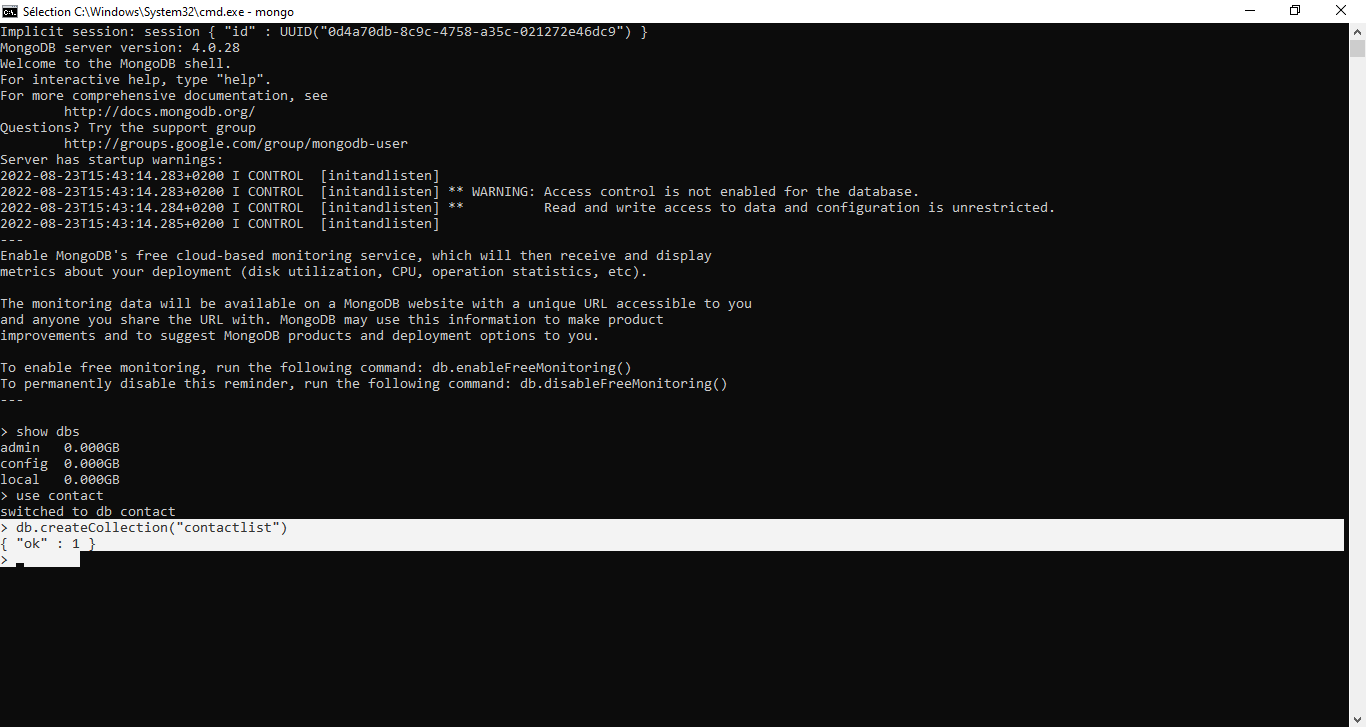 Sélection C:\Windows\System32\cmd.exe - mongo
Implicit session: session { "id" : UUID("0d4a70db-8c9c-4758-a35c-021272e46dc9") }
MongoDB server version: 4.0.28
Welcome to the MongoDB shell.
For interactive help, type "help".
For more comprehensive documentation, see
        http://docs.mongodb.org/
Questions? Try the support group
        http://groups.google.com/group/mongodb-user
Server has startup warnings:
2022-08-23T15:43:14.283+0200 I CONTROL  [initandlisten]
2022-08-23T15:43:14.283+0200 I CONTROL  [initandlisten] ** WARNING: Access control is not enabled for the database.
2022-08-23T15:43:14.284+0200 I CONTROL  [initandlisten] **          Read and write access to data and configuration is unrestricted.
2022-08-23T15:43:14.285+0200 I CONTROL  [initandlisten]
---
Enable MongoDB's free cloud-based monitoring service, which will then receive and display
metrics about your deployment (disk utilization, CPU, operation statistics, etc).

The monitoring data will be available on a MongoDB website with a unique URL accessible to you
and anyone you share the URL with. MongoDB may use this information to make product
improvements and to suggest MongoDB products and deployment options to you.

To enable free monitoring, run the following command: db.enableFreeMonitoring()
To permanently disable this reminder, run the following command: db.disableFreeMonitoring()
---

> show dbs
admin   0.000GB
config  0.000GB
local   0.000GB
> use contact
switched to db contact
> db.createCollection("contactlist")
{ "ok" : 1 }
>